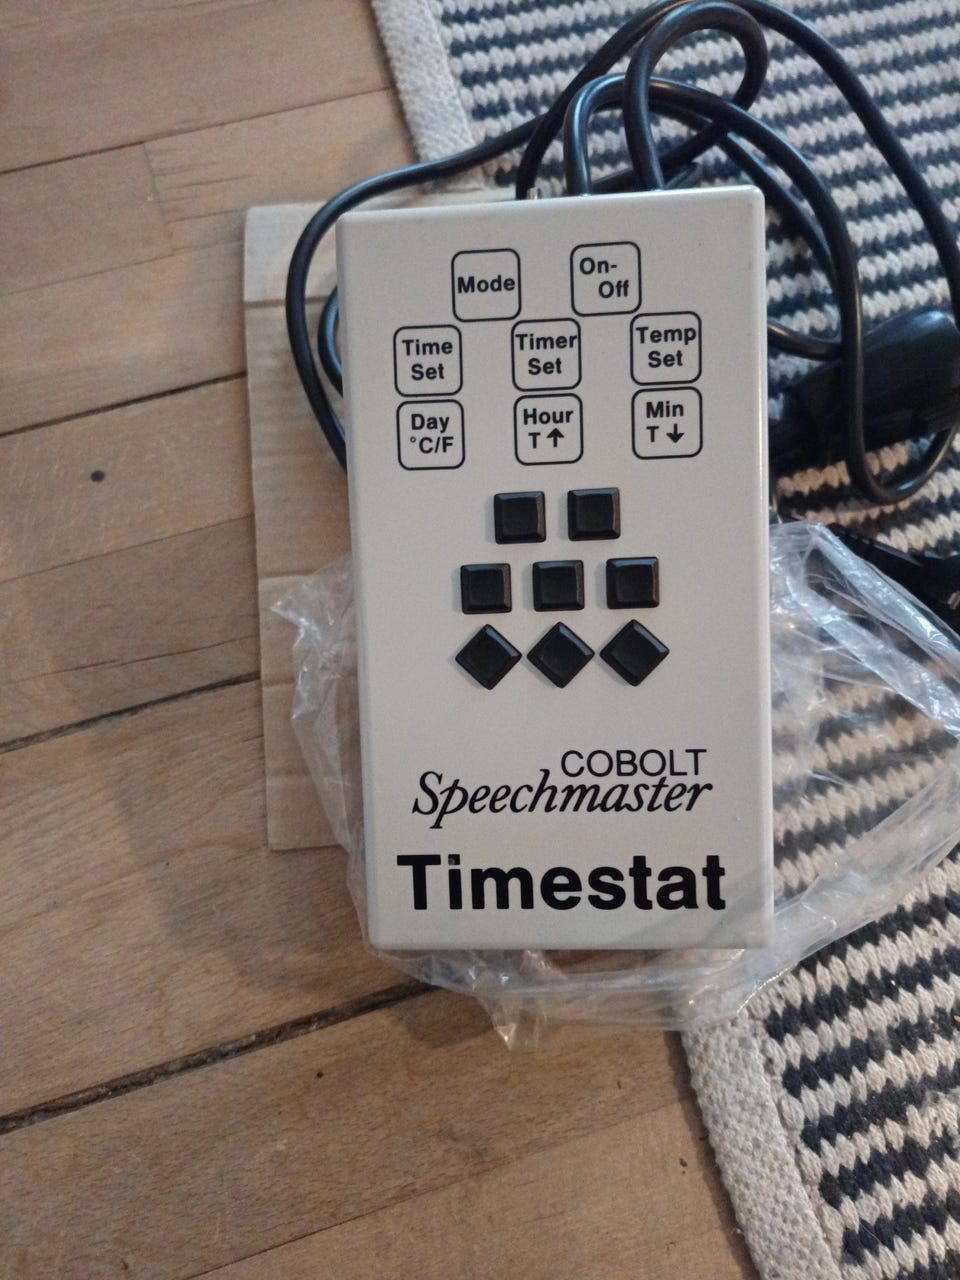 Mode
On-
Off
Time
Set
Timer
Set
Temp
Set
Day
°C/F
Hour
T↑
Min
T↓
COBOLT
Speechmaster
Timestat